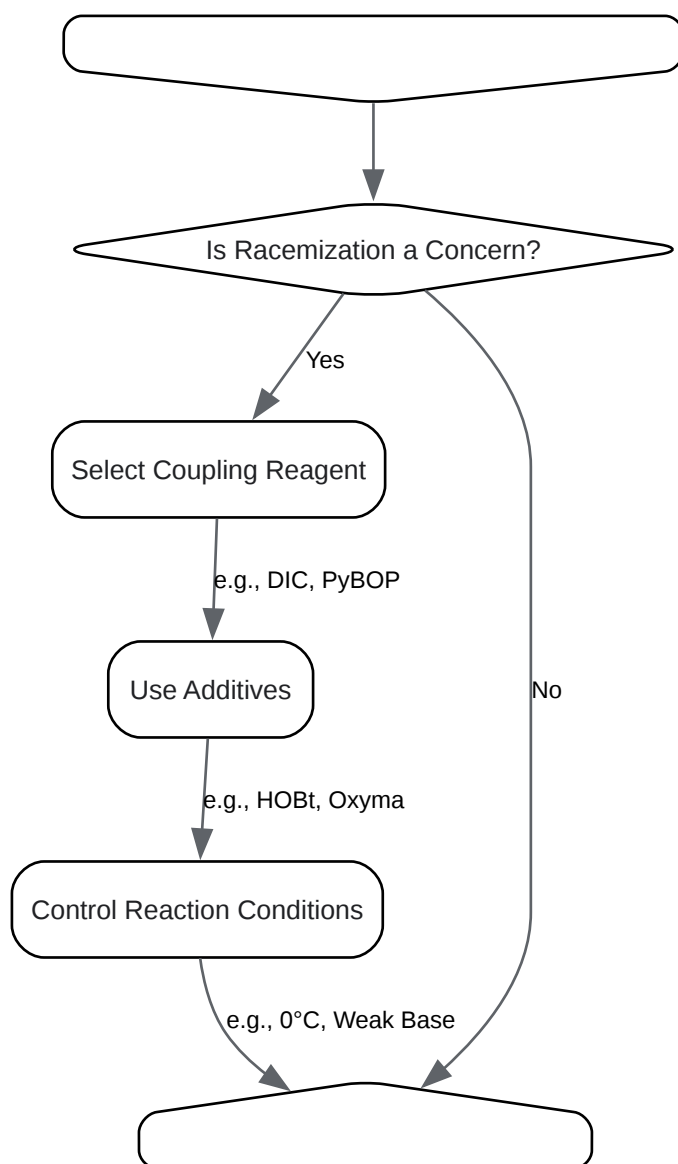 Is Racemization a Concern?
Yes
Select Coupling Reagent
e.g., DIC, PyBOP
Use Additives
No
e.g., HOBt, Oxyma
Control Reaction Conditions
e.g., 0°C, Weak Base